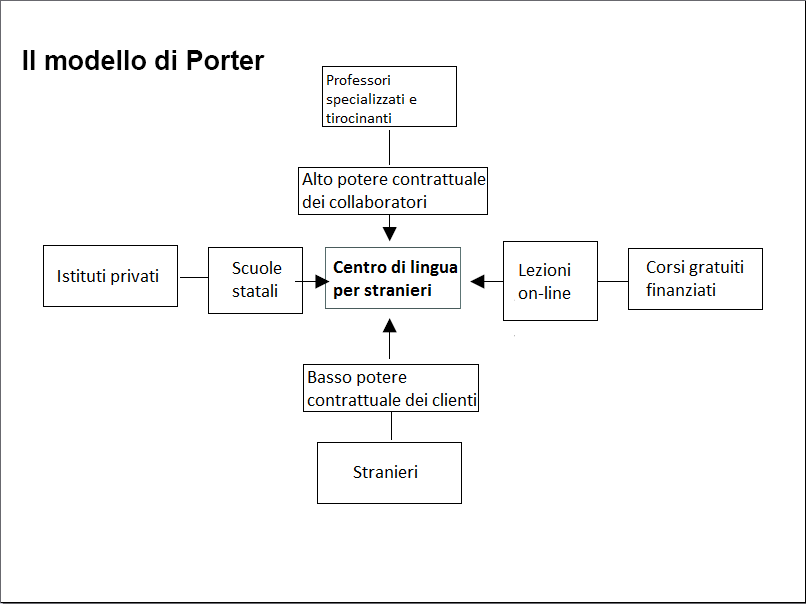 Il modello di Porter
Professori
specializzati e
tirocinanti
Alto potere contrattuale
dei collaboratori
Istituti privati
Scuole
statali
Centro di lingua
per stranieri
Lezioni
on-line
Corsi gratuiti
finanziati
Basso potere
contrattuale dei clienti
Stranieri